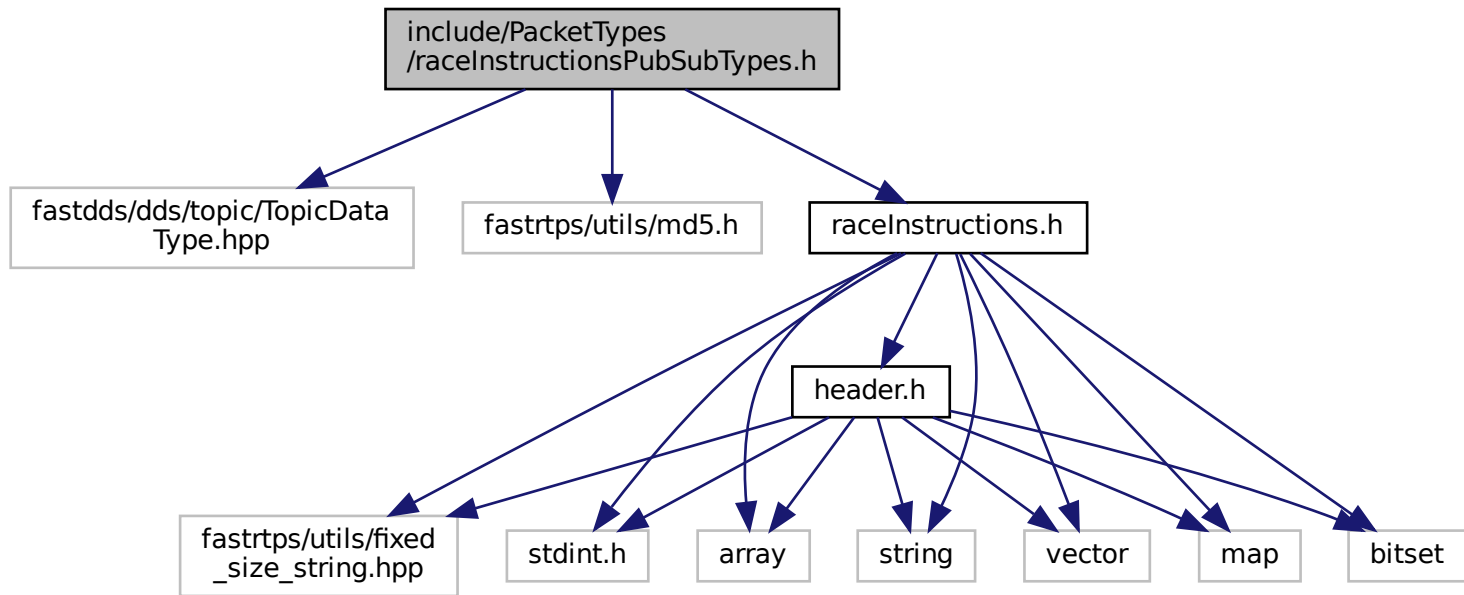 include/PacketTypes
/raceInstructionsPubSubTypes.h
fastdds/dds/topic/TopicData
Type.hpp
fastrtps/utils/md5.h
raceInstructions.h
header.h
fastrtps/utils/fixed
_size_string.hpp
stdint.h
array
string
vector
map
bitset